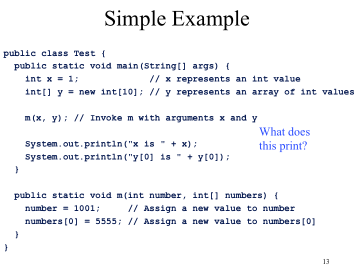 Simple Example
public class Test {
public static void main(String[] args) {
int x = 1; // x represents an int value
int[] y = new int[10]; // y represents an array of int values
m(x, y); // Invoke m with arguments x and y
What does
this print?
System.out.println("x is " + x);
System.out.println("y[0] is " + y[0]);
}
public static void m(int number, int[] numbers) {
number = 1001; // Assign a new value to number
numbers[0] = 5555; // Assign a new value to numbers[0]
}
}
13